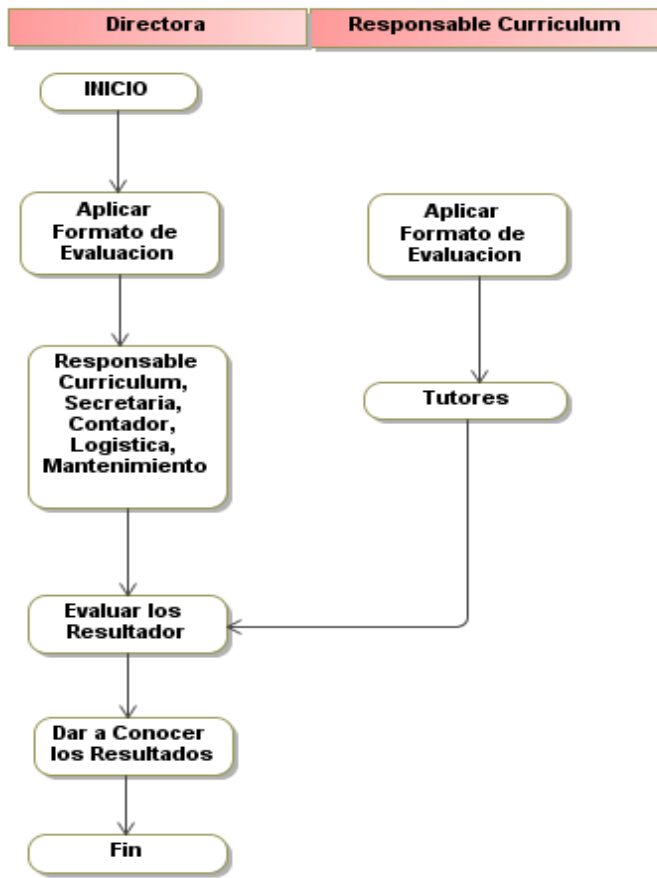 Directora
Responsable Curriculum
INICIO
Aplicar
Formato de
Evaluacion
Aplicar
Formato de
Evaluacion
Responsable
Curriculum,
Secretaria,
Contador,
Logistica,
Mantenimiento
Tutores
Evaluar los
Resultador
Dar a Conocer
los Resultados
Fin